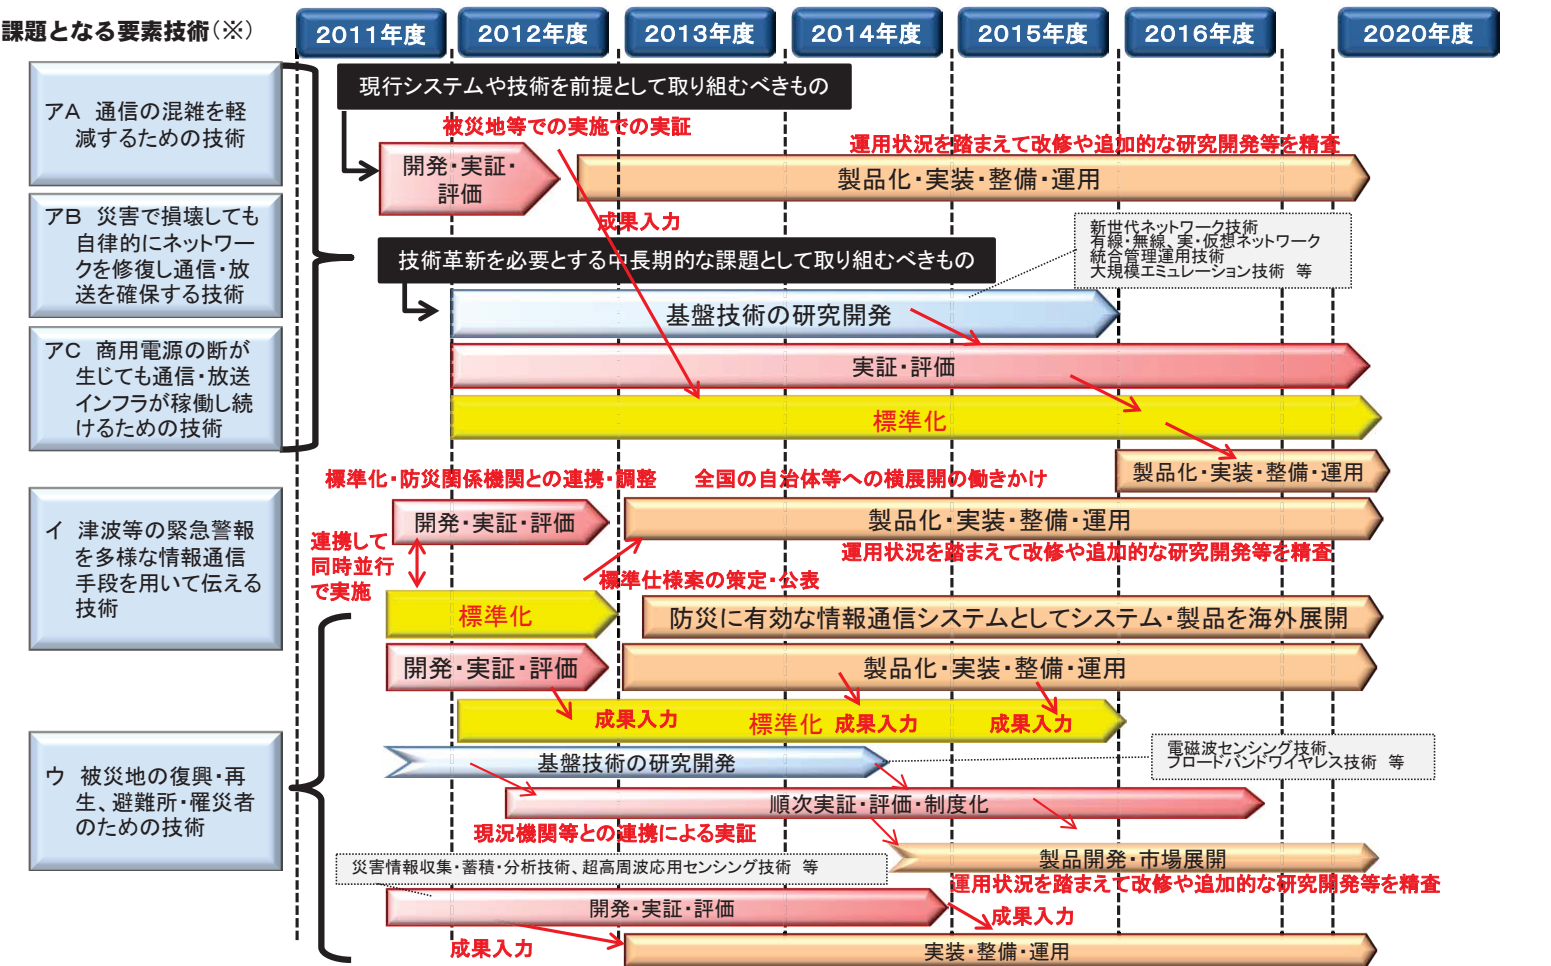 課題となる要素技術(※)
2011年度
2012年度
2013年度
2014年度
2015年度
2016年度
2020年度
アA 通信の混雑を軽
減するための技術
アB 災害で損壊しても
自律的にネットワー
クを修復し通信・放
送を確保する技術
アC 商用電源の断が
生じても通信・放送
インフラが稼働し続
けるための技術
現行システムや技術を前提として取り組むべきもの
被災地等での実施での実証
運用状況を踏まえて改修や追加的な研究開発等を精査
開発・実証・
評価
製品化・実装・整備・運用
成果入力
技術革新を必要とする中長期的な課題として取り組むべきもの
新世代ネットワーク技術
有線・無線、実・仮想ネットワーク
統合管理運用技術
大規模エミュレーション技術 等
基盤技術の研究開発
実証・評価
標準化
製品化・実装・整備・運用
イ 津波等の緊急警報
を多様な情報通信
手段を用いて伝える
技術
標準化・防災関係機関との連携・調整
全国の自治体等への横展開の働きかけ
開発・実証・評価
製品化・実装・整備・運用
連携して
同時並行
で実施
運用状況を踏まえて改修や追加的な研究開発等を精査
標準仕様案の策定・公表
標準化
防災に有効な情報通信システムとしてシステム・製品を海外展開
ウ 被災地の復興・再
生、避難所・罹災者
のための技術
開発・実証・評価
製品化・実装・整備・運用
成果入力
標準化
成果入力
成果入力
基盤技術の研究開発
電磁波センシング技術、
ブロードバンドワイヤレス技術 等
順次実証・評価・制度化
現況機関等との連携による実証
製品開発・市場展開
災害情報収集・蓄積・分析技術、超高周波応用センシング技術 等
運用状況を踏まえて改修や追加的な研究開発等を精査
開発・実証・評価
成果入力
成果入力
実装・整備・運用